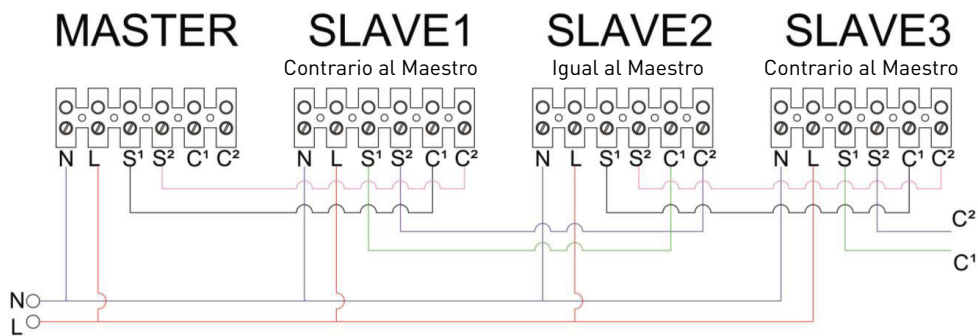 MASTER SLAVE1 SLAVE2 SLAVE3
Contrario al Maestro Igual al Maestro Contrario al Maestro
N L S¹ S² C¹ C² N L S¹ S² C¹ C² N L S¹ S² C¹ C² N L S¹ S² C¹ C²
C²
C¹
N
L